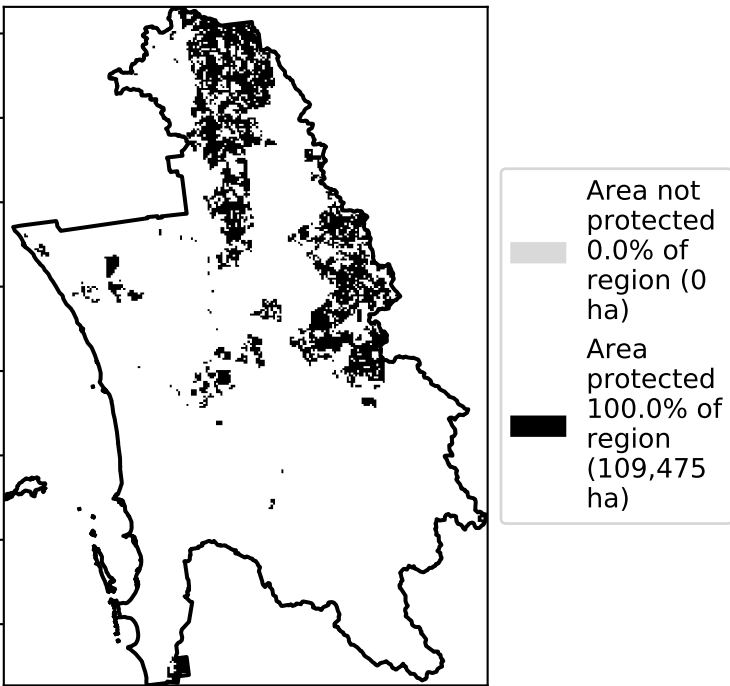 Area not
protected
0.0% of
region (0
ha)
Area
protected
100.0% of
region
(109,475
ha)